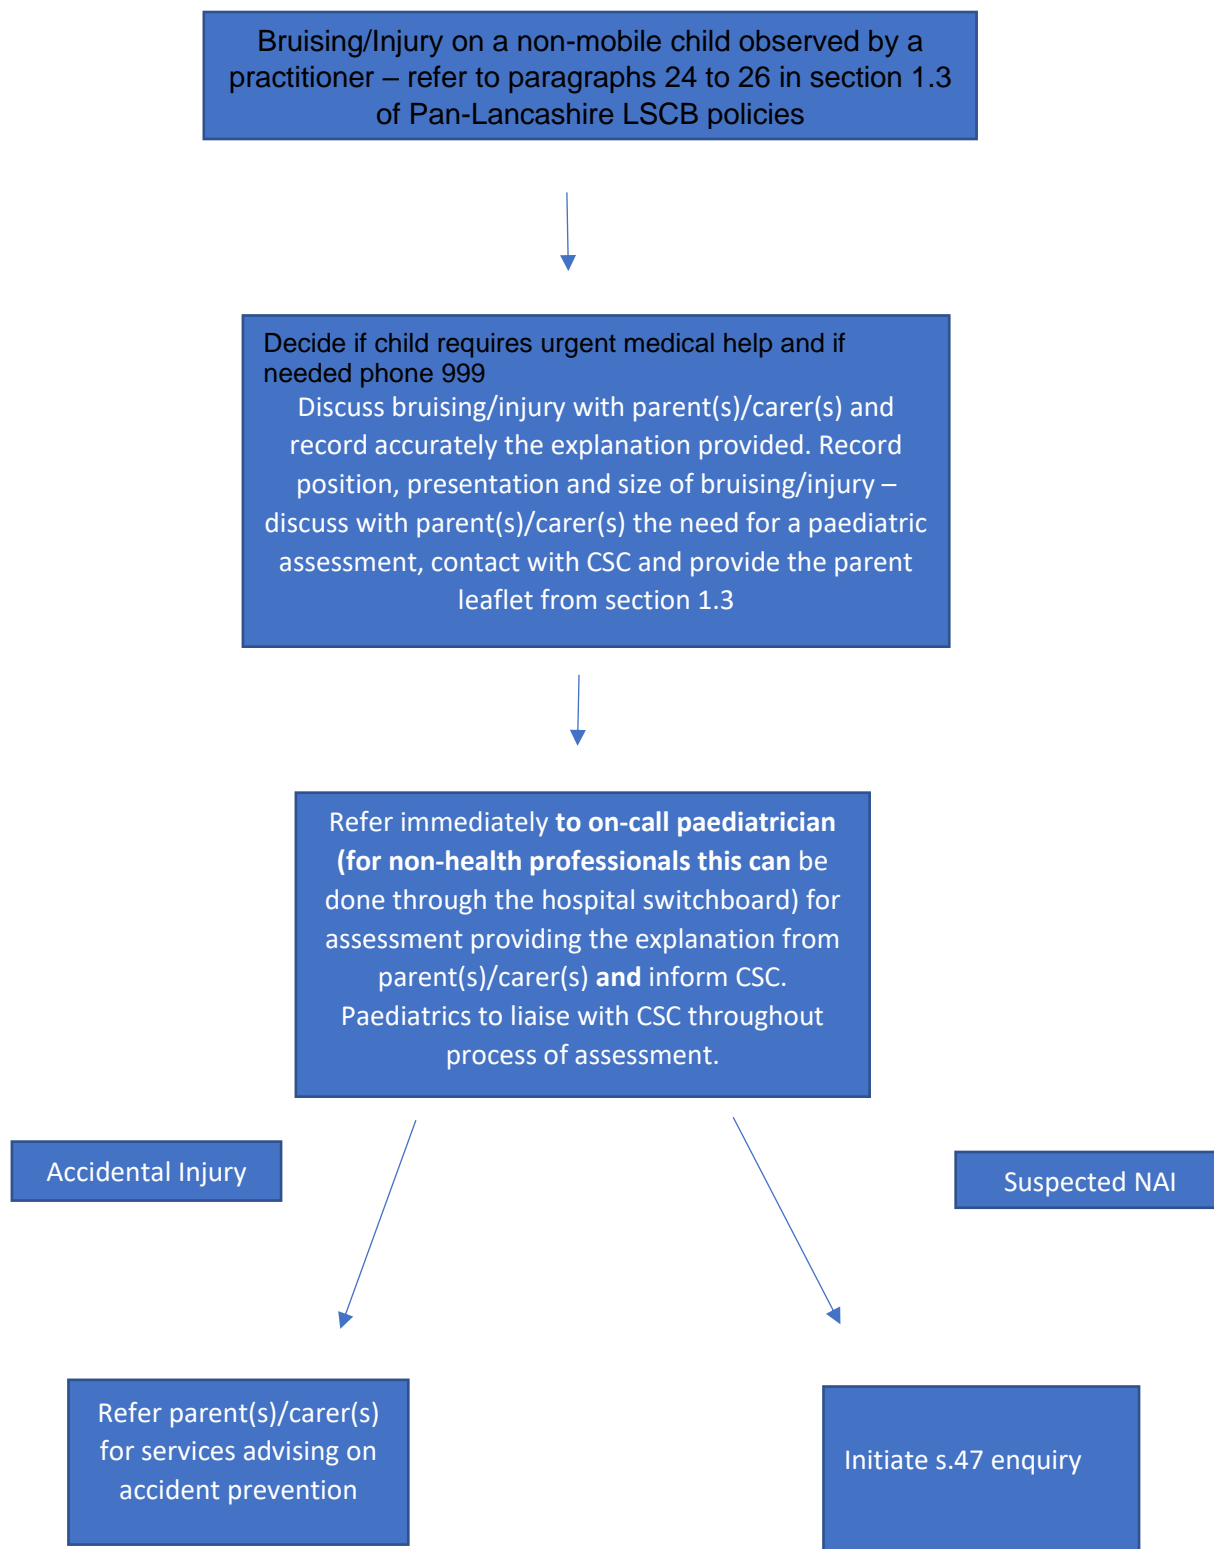 Bruising/Injury on a non-mobile child observed by a
practitioner – refer to paragraphs 24 to 26 in section 1.3
of Pan-Lancashire LSCB policies
Decide if child requires urgent medical help and if
needed phone 999
Discuss bruising/injury with parent(s)/carer(s) and
record accurately the explanation provided. Record
position, presentation and size of bruising/injury –
discuss with parent(s)/carer(s) the need for a paediatric
assessment, contact with CSC and provide the parent
leaflet from section 1.3
Refer immediately to on-call paediatrician
(for non-health professionals this can be
done through the hospital switchboard) for
assessment providing the explanation from
parent(s)/carer(s) and inform CSC.
Paediatrics to liaise with CSC throughout
process of assessment.
Accidental Injury
Suspected NAI
Refer parent(s)/carer(s)
for services advising on
accident prevention
Initiate s.47 enquiry